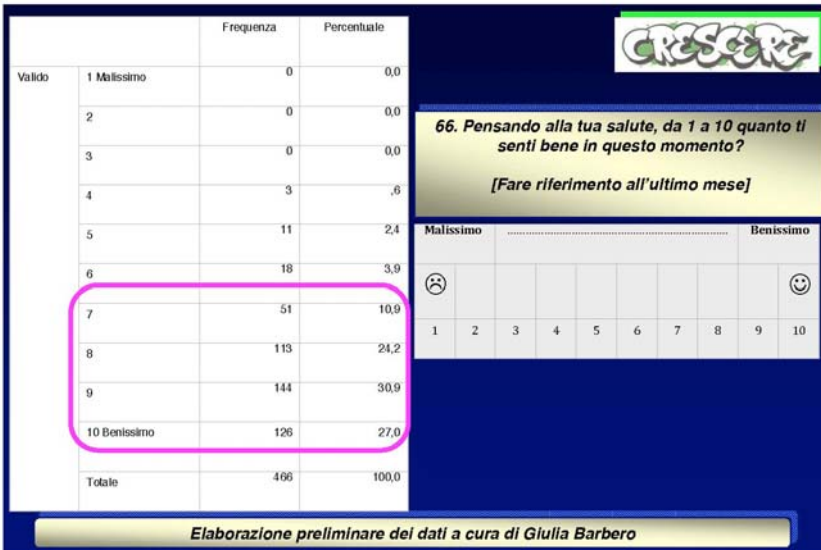 Frequenza Percentuale
Valido 1 Malissimo 0 0,0
2 0 0,0
3 0 0,0
4 3 ,6
5 11 2,4
6 18 3,9
7 51 10,9
8 113 24,2
9 144 30,9
10 Benissimo 126 27,0
Totale 466 100,0
CRESCERE
66. Pensando alla tua salute, da 1 a 10 quanto ti
senti bene in questo momento?
[Fare riferimento all'ultimo mese]
Malissimo ........................................................................ Benissimo
1 2 3 4 5 6 7 8 9 10
Elaborazione preliminare dei dati a cura di Giulia Barbero